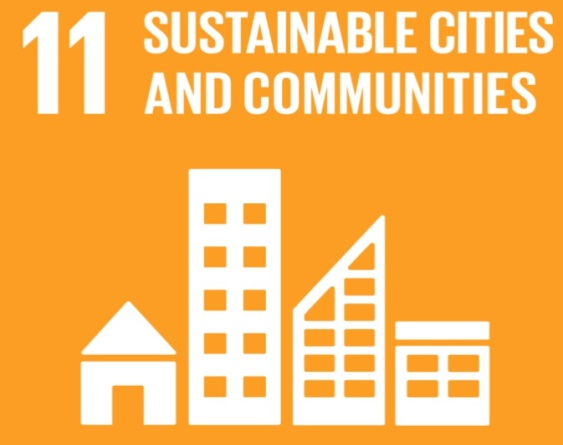 11 SUSTAINABLE CITIES
AND COMMUNITIES